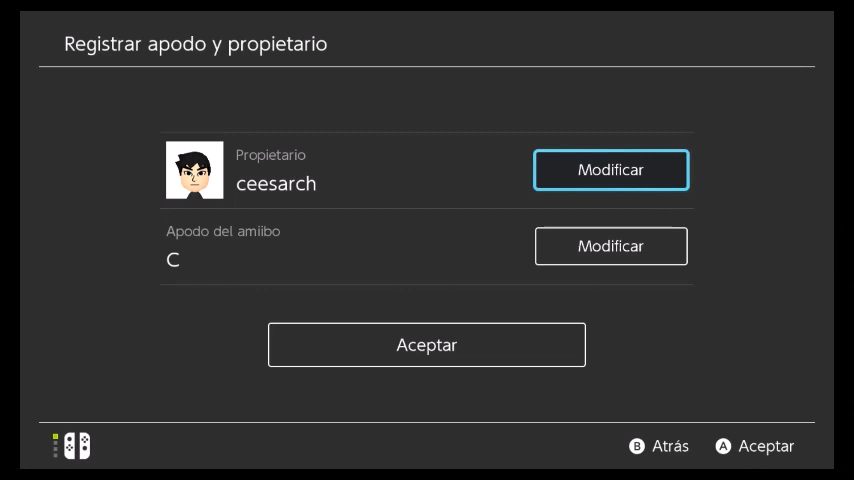 Registrar apodo y propietario
Propietario
ceesarch
Modificar
Apodo del amiibo
C
Modificar
Aceptar
B Atrás A Aceptar